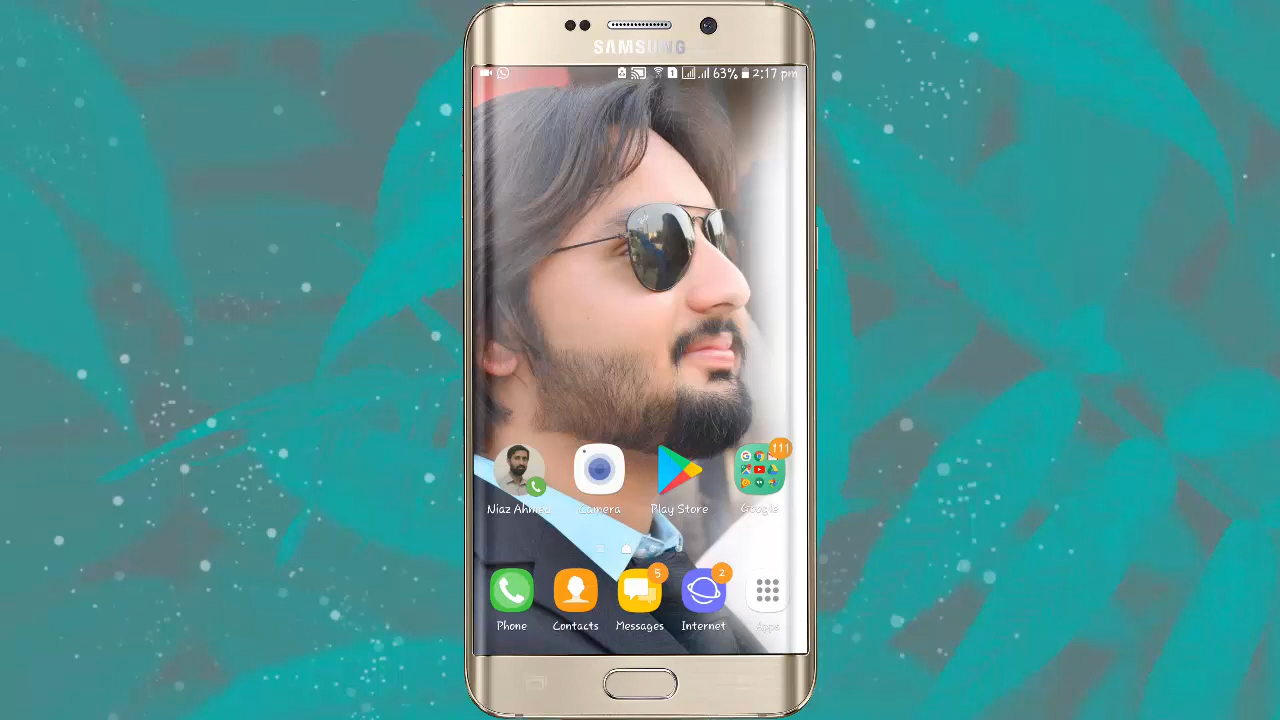 SAMSUNG
1 63% 2:17 pm
111
Niaz Ahmed Camera Play Store Google
5 2
Phone Contacts Messages Internet Apps